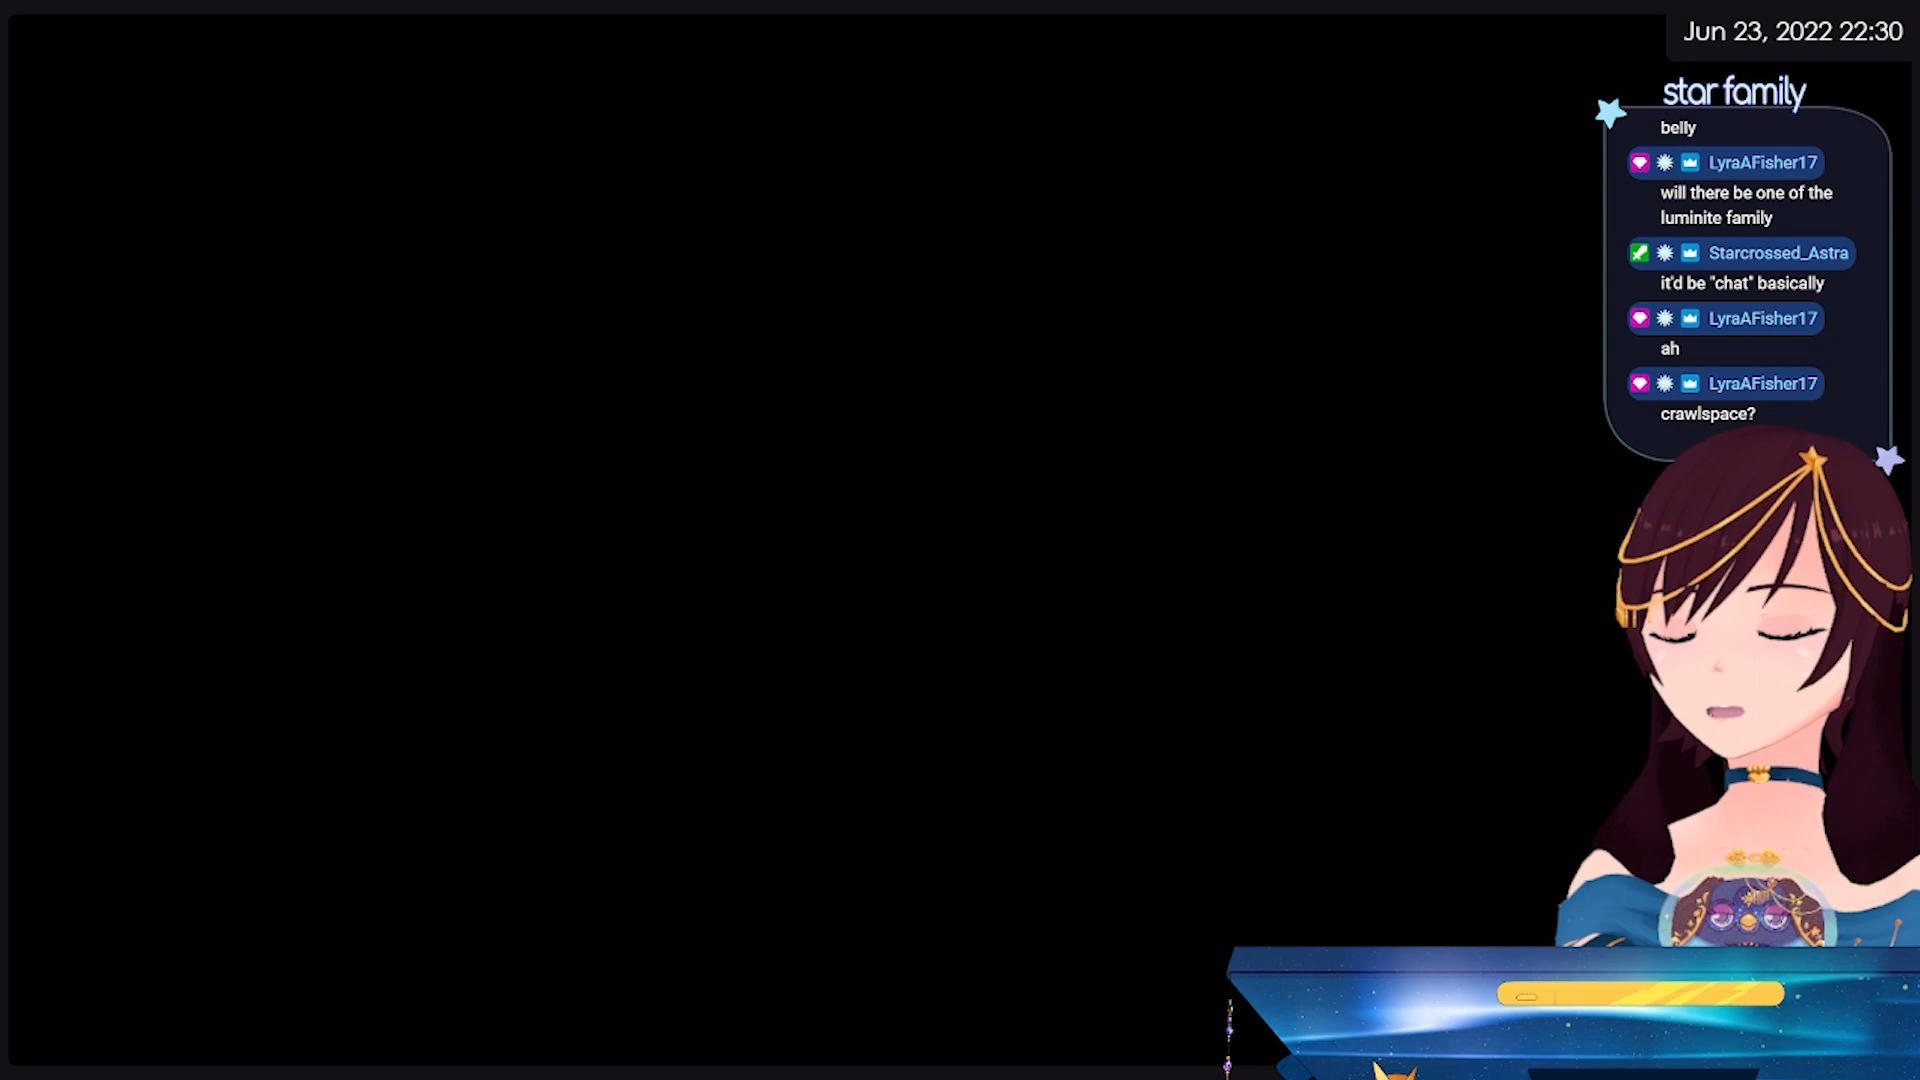 Jun 23, 2022 22:30
star family
belly
LyraAFisher17
will there be one of the
luminite family
Starcrossed_Astra
it'd be "chat" basically
LyraAFisher17
ah
LyraAFisher17
crawlspace?